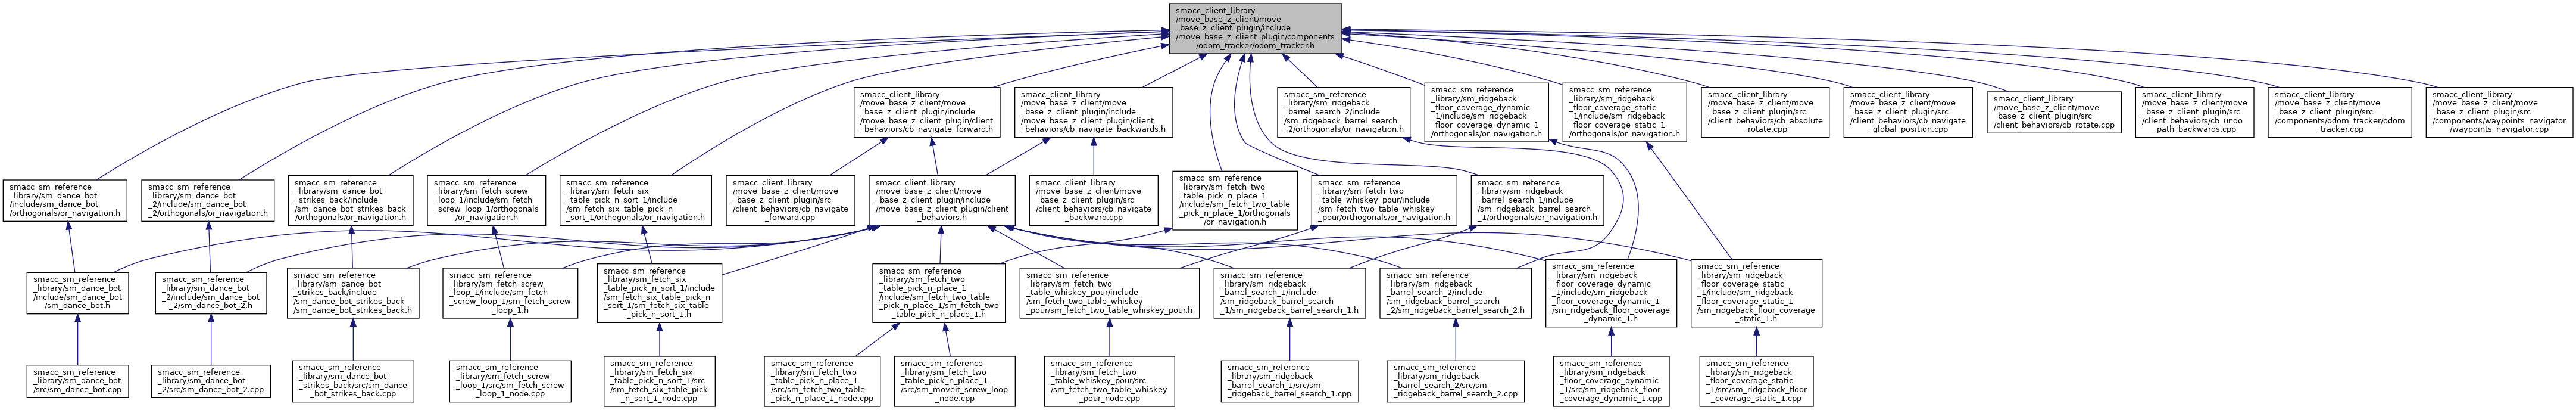 smacc_client_library
/move_base_z_client/move
_base_z_client_plugin/include
/move_base_z_client_plugin/components
/odom_tracker/odom_tracker.h
smacc_client_library
/move_base_z_client/move
_base_z_client_plugin/include
/move_base_z_client_plugin/client
_behaviors/cb_navigate_forward.h
smacc_client_library
/move_base_z_client/move
_base_z_client_plugin/include
/move_base_z_client_plugin/client
_behaviors/cb_navigate_backwards.h
smacc_sm_reference
_library/sm_ridgeback
_barrel_search_2/include
/sm_ridgeback_barrel_search
_2/orthogonals/or_navigation.h
smacc_sm_reference
_library/sm_ridgeback
_floor_coverage_dynamic
_1/include/sm_ridgeback
_floor_coverage_dynamic_1
/orthogonals/or_navigation.h
smacc_sm_reference
_library/sm_ridgeback
_floor_coverage_static
_1/include/sm_ridgeback
_floor_coverage_static_1
/orthogonals/or_navigation.h
smacc_client_library
/move_base_z_client/move
_base_z_client_plugin/src
/client_behaviors/cb_absolute
_rotate.cpp
smacc_client_library
/move_base_z_client/move
_base_z_client_plugin/src
/client_behaviors/cb_navigate
_global_position.cpp
smacc_client_library
/move_base_z_client/move
_base_z_client_plugin/src
/client_behaviors/cb_rotate.cpp
smacc_client_library
/move_base_z_client/move
_base_z_client_plugin/src
/client_behaviors/cb_undo
_path_backwards.cpp
smacc_client_library
/move_base_z_client/move
_base_z_client_plugin/src
/components/odom_tracker/odom
_tracker.cpp
smacc_client_library
/move_base_z_client/move
_base_z_client_plugin/src
/components/waypoints_navigator
/waypoints_navigator.cpp
smacc_sm_reference
_library/sm_dance_bot
/include/sm_dance_bot
/orthogonals/or_navigation.h
smacc_sm_reference
_library/sm_dance_bot
_2/include/sm_dance_bot
_2/orthogonals/or_navigation.h
smacc_sm_reference
_library/sm_dance_bot
_strikes_back/include
/sm_dance_bot_strikes_back
/orthogonals/or_navigation.h
smacc_sm_reference
_library/sm_fetch_screw
_loop_1/include/sm_fetch
_screw_loop_1/orthogonals
/or_navigation.h
smacc_sm_reference
_library/sm_fetch_six
_table_pick_n_sort_1/include
/sm_fetch_six_table_pick_n
_sort_1/orthogonals/or_navigation.h
smacc_client_library
/move_base_z_client/move
_base_z_client_plugin/src
/client_behaviors/cb_navigate
_forward.cpp
smacc_client_library
/move_base_z_client/move
_base_z_client_plugin/include
/move_base_z_client_plugin/client
_behaviors.h
smacc_client_library
/move_base_z_client/move
_base_z_client_plugin/src
/client_behaviors/cb_navigate
_backward.cpp
smacc_sm_reference
_library/sm_fetch_two
_table_pick_n_place_1
/include/sm_fetch_two_table
_pick_n_place_1/orthogonals
/or_navigation.h
smacc_sm_reference
_library/sm_fetch_two
_table_whiskey_pour/include
/sm_fetch_two_table_whiskey
_pour/orthogonals/or_navigation.h
smacc_sm_reference
_library/sm_ridgeback
_barrel_search_1/include
/sm_ridgeback_barrel_search
_1/orthogonals/or_navigation.h
smacc_sm_reference
_library/sm_dance_bot
/include/sm_dance_bot
/sm_dance_bot.h
smacc_sm_reference
_library/sm_dance_bot
_2/include/sm_dance_bot
_2/sm_dance_bot_2.h
smacc_sm_reference
_library/sm_dance_bot
_strikes_back/include
/sm_dance_bot_strikes_back
/sm_dance_bot_strikes_back.h
smacc_sm_reference
_library/sm_fetch_screw
_loop_1/include/sm_fetch
_screw_loop_1/sm_fetch_screw
_loop_1.h
smacc_sm_reference
_library/sm_fetch_six
_table_pick_n_sort_1/include
/sm_fetch_six_table_pick_n
_sort_1/sm_fetch_six_table
_pick_n_sort_1.h
smacc_sm_reference
_library/sm_fetch_two
_table_pick_n_place_1
/include/sm_fetch_two_table
_pick_n_place_1/sm_fetch_two
_table_pick_n_place_1.h
smacc_sm_reference
_library/sm_fetch_two
_table_whiskey_pour/include
/sm_fetch_two_table_whiskey
_pour/sm_fetch_two_table_whiskey_pour.h
smacc_sm_reference
_library/sm_ridgeback
_barrel_search_1/include
/sm_ridgeback_barrel_search
_1/sm_ridgeback_barrel_search_1.h
smacc_sm_reference
_library/sm_ridgeback
_barrel_search_2/include
/sm_ridgeback_barrel_search
_2/sm_ridgeback_barrel_search_2.h
smacc_sm_reference
_library/sm_ridgeback
_floor_coverage_dynamic
_1/include/sm_ridgeback
_floor_coverage_dynamic_1
/sm_ridgeback_floor_coverage
_dynamic_1.h
smacc_sm_reference
_library/sm_ridgeback
_floor_coverage_static
_1/include/sm_ridgeback
_floor_coverage_static_1
/sm_ridgeback_floor_coverage
_static_1.h
smacc_sm_reference
_library/sm_dance_bot
/src/sm_dance_bot.cpp
smacc_sm_reference
_library/sm_dance_bot
_2/src/sm_dance_bot_2.cpp
smacc_sm_reference
_library/sm_dance_bot
_strikes_back/src/sm_dance
_bot_strikes_back.cpp
smacc_sm_reference
_library/sm_fetch_screw
_loop_1/src/sm_fetch_screw
_loop_1_node.cpp
smacc_sm_reference
_library/sm_fetch_six
_table_pick_n_sort_1/src
/sm_fetch_six_table_pick
_n_sort_1_node.cpp
smacc_sm_reference
_library/sm_fetch_two
_table_pick_n_place_1
/src/sm_fetch_two_table
_pick_n_place_1_node.cpp
smacc_sm_reference
_library/sm_fetch_two
_table_pick_n_place_1
/src/sm_moveit_screw_loop
_node.cpp
smacc_sm_reference
_library/sm_fetch_two
_table_whiskey_pour/src
/sm_fetch_two_table_whiskey
_pour_node.cpp
smacc_sm_reference
_library/sm_ridgeback
_barrel_search_1/src/sm
_ridgeback_barrel_search_1.cpp
smacc_sm_reference
_library/sm_ridgeback
_barrel_search_2/src/sm
_ridgeback_barrel_search_2.cpp
smacc_sm_reference
_library/sm_ridgeback
_floor_coverage_dynamic
_1/src/sm_ridgeback_floor
_coverage_dynamic_1.cpp
smacc_sm_reference
_library/sm_ridgeback
_floor_coverage_static
_1/src/sm_ridgeback_floor
_coverage_static_1.cpp